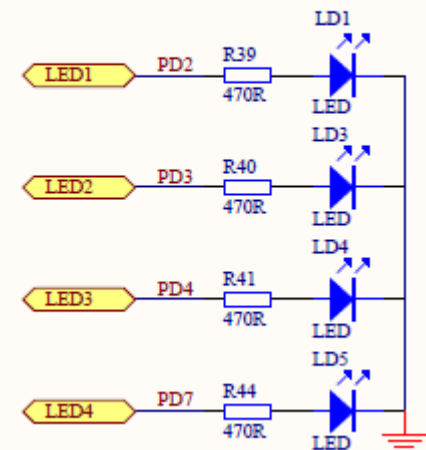 LD1
LED1 PD2 R39
470R LED
LD3
LED2 PD3 R40
470R LED
LD4
LED3 PD4 R41
470R LED
LD5
LED4 PD7 R44
470R LED